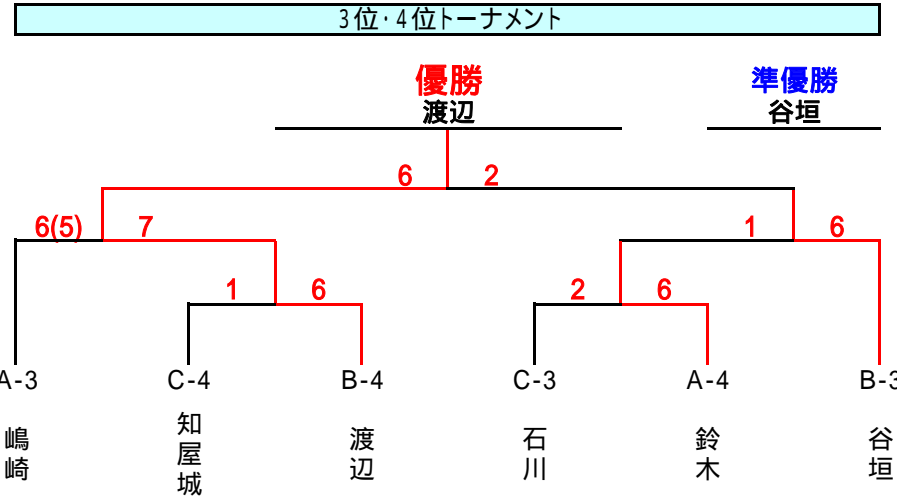 3位・4位トーナメント
優勝
準優勝
渡辺
谷垣
6 2
6(5) 7
1 6
1 6
2 6
A-3
C-4
B-4
C-3
A-4
B-3
嶋崎
知屋城
渡辺
石川
鈴木
谷垣